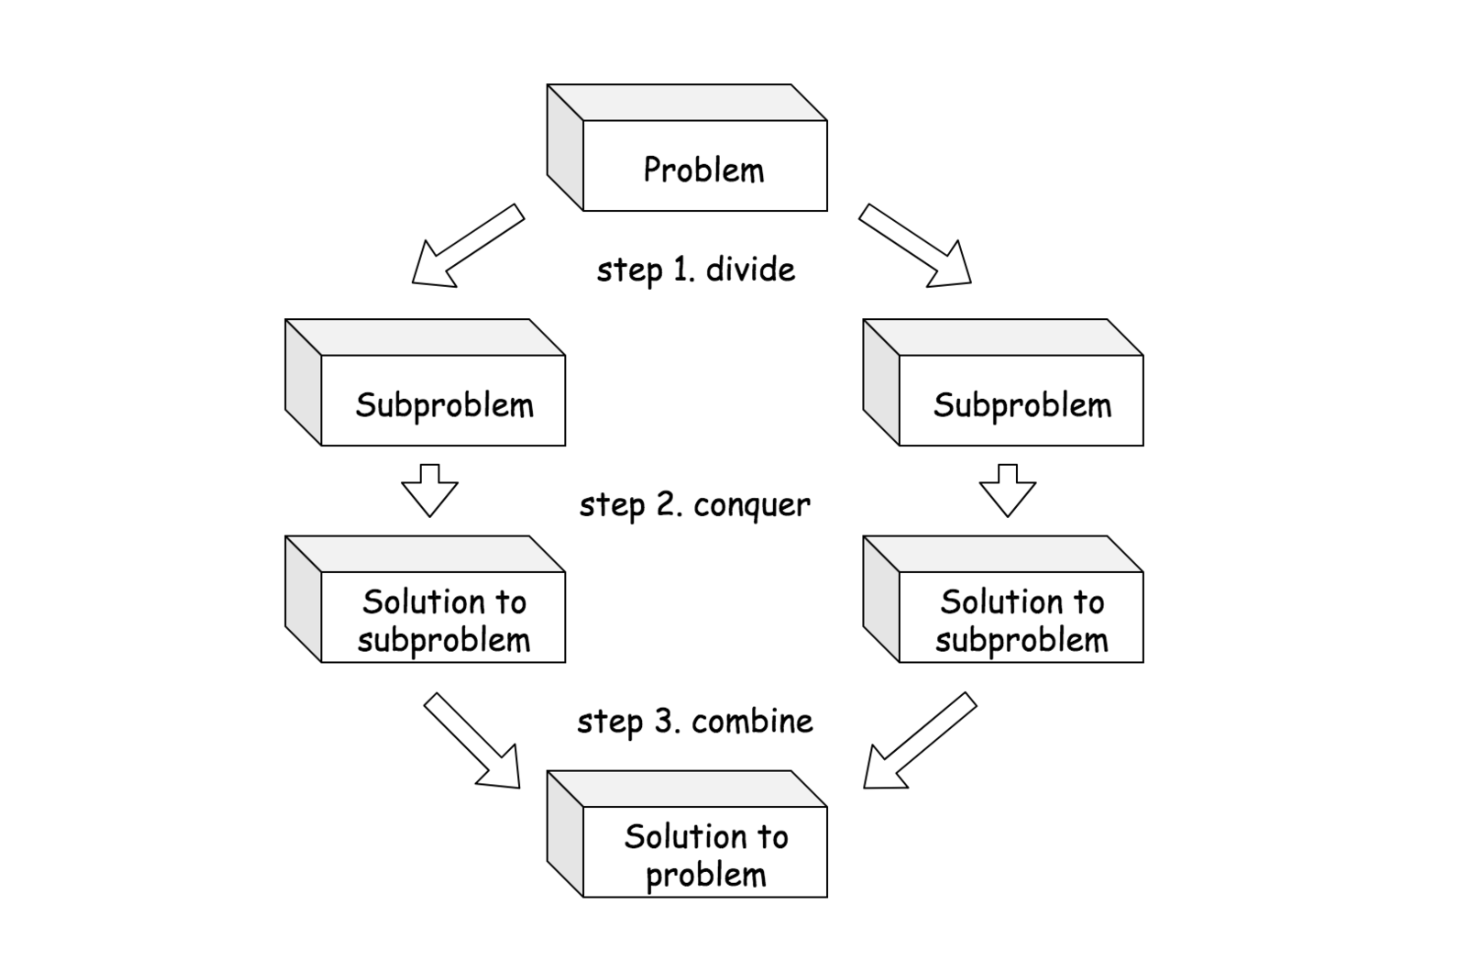 Problem
step 1. divide
Subproblem
Subproblem
step 2. conquer
Solution to
subproblem
Solution to
subproblem
step 3. combine
Solution to
problem